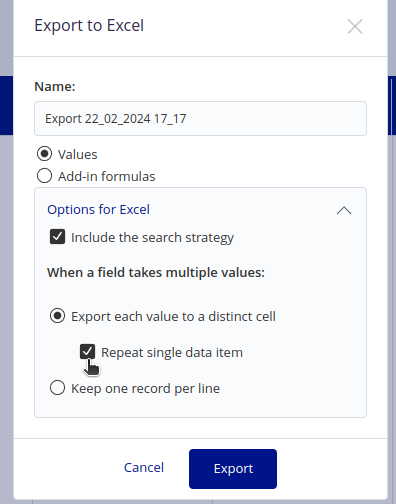 Export to Excel
Name:
Export 22_02_2024 17_17
Values
Add-in formulas
Options for Excel
Include the search strategy
When a field takes multiple values:
Export each value to a distinct cell
Repeat single data item
Keep one record per line
Cancel Export